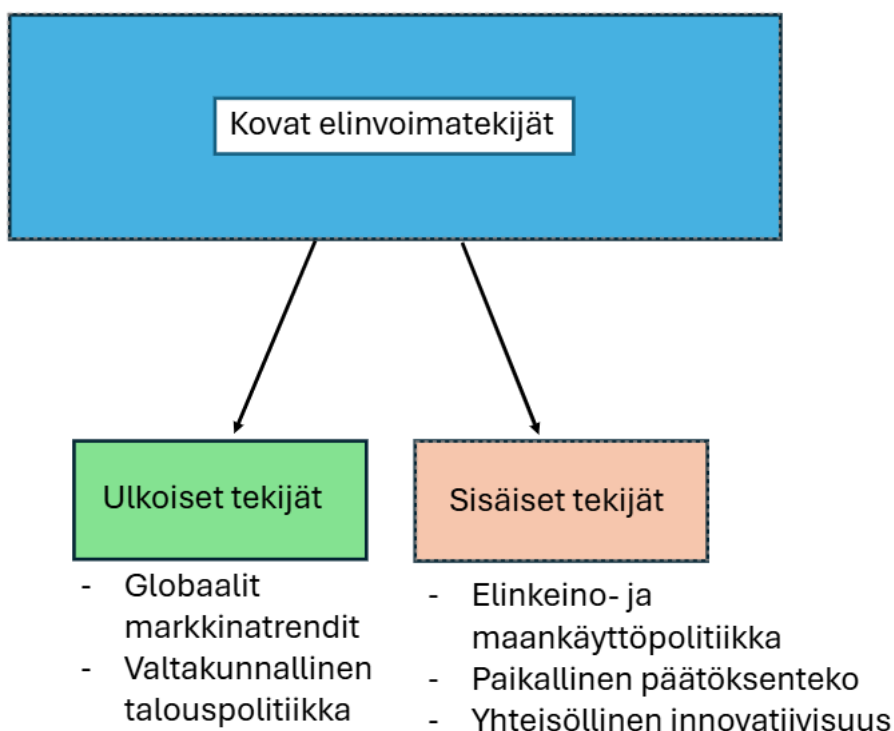 Kovat elinvoimatekijät
Ulkoiset tekijät
- Globaalit
markkinatrendit
- Valtakunnallinen
talouspolitiikka
Sisäiset tekijät
- Elinkeino- ja
maankäyttöpolitiikka
- Paikallinen päätöksenteko
- Yhteisöllinen innovatiivisuus